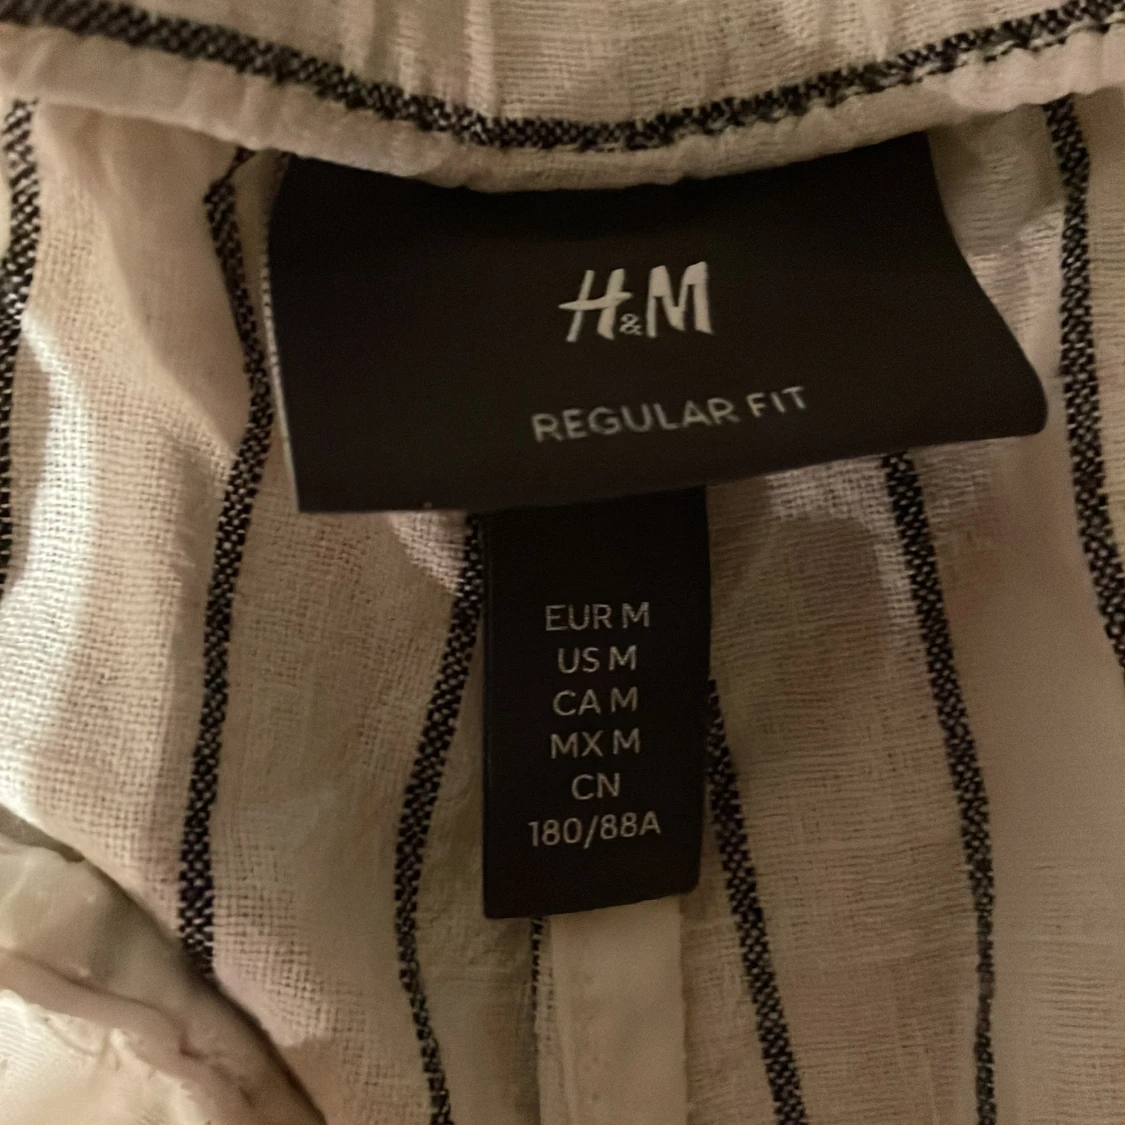 H&M
REGULAR FIT
EUR M
US M
CA M
MX M
CN
180/88A